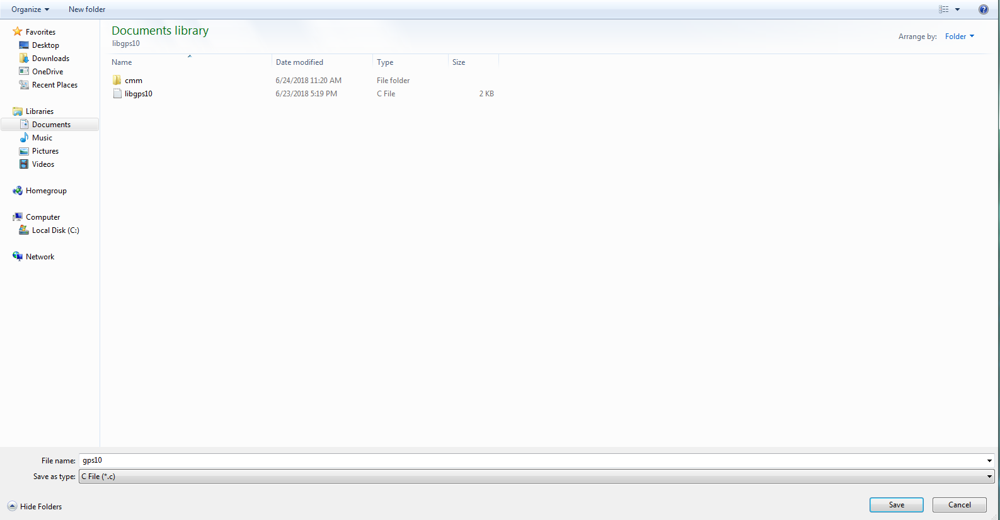 Organize New folder
Favorites
Desktop
Downloads
OneDrive
Recent Places
Libraries
Documents
Music
Pictures
Videos
Homegroup
Computer
Local Disk (C:)
Network
Documents library
libgps10
Arrange by: Folder
Name Date modified Type Size
cmm 6/24/2018 11:20 AM File folder
libgps10 6/23/2018 5:19 PM C File 2 KB
File name: gps10
Save as type: C File (*.c)
Hide Folders Save Cancel